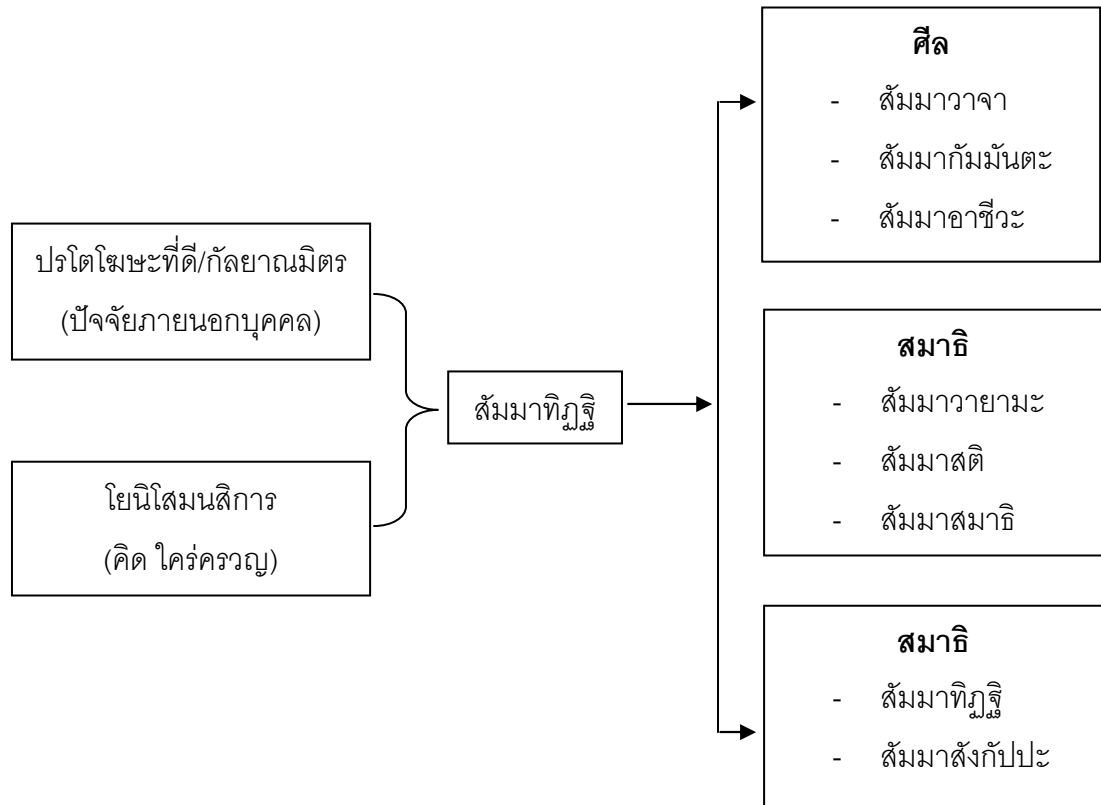 ปรโตโฆษะที่ดี/กัลยาณมิตร
(ปัจจัยภายนอกบุคคล)
โยนิโสมนสิการ
(คิด ใคร่ครวญ)
สัมมาทิฏฐิ
ศีล
- สัมมาวาจา
- สัมมากัมมันตะ
- สัมมาอาชีวะ
สมาธิ
- สัมมาวายามะ
- สัมมาสติ
- สัมมาสมาธิ
สมาธิ
- สัมมาทิฏฐิ
- สัมมาสังกัปปะ